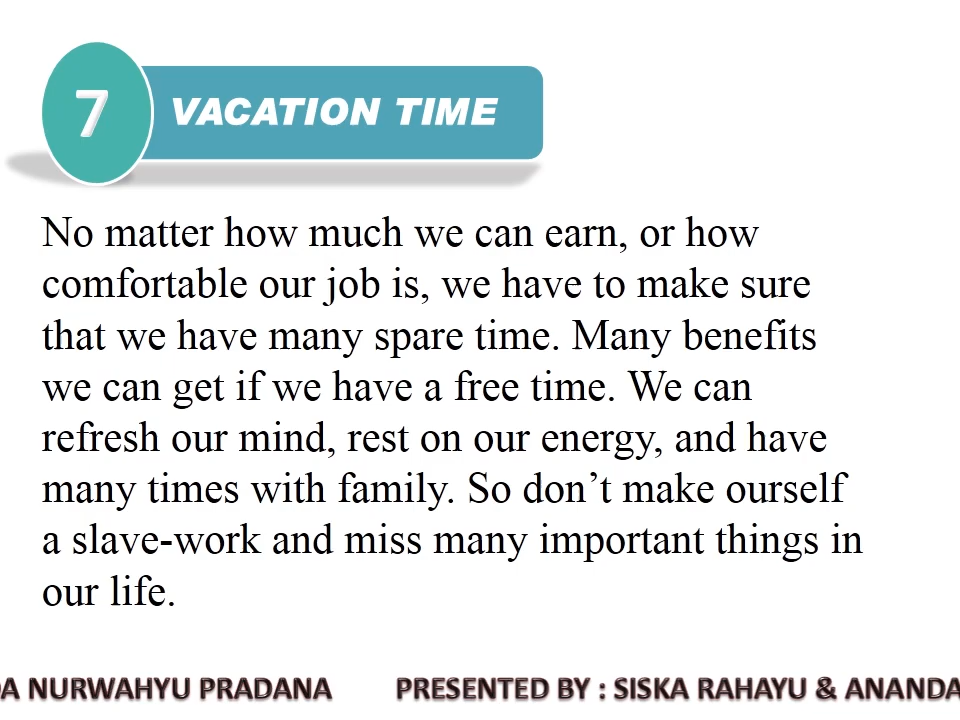 7
VACATION TIME
No matter how much we can earn, or how
comfortable our job is, we have to make sure
that we have many spare time. Many benefits
we can get if we have a free time. We can
refresh our mind, rest on our energy, and have
many times with family. So don’t make ourself
a slave-work and miss many important things in
our life.
NURWAHYU PRADANA PRESENTED BY : SISKA RAHAYU & ANANDA